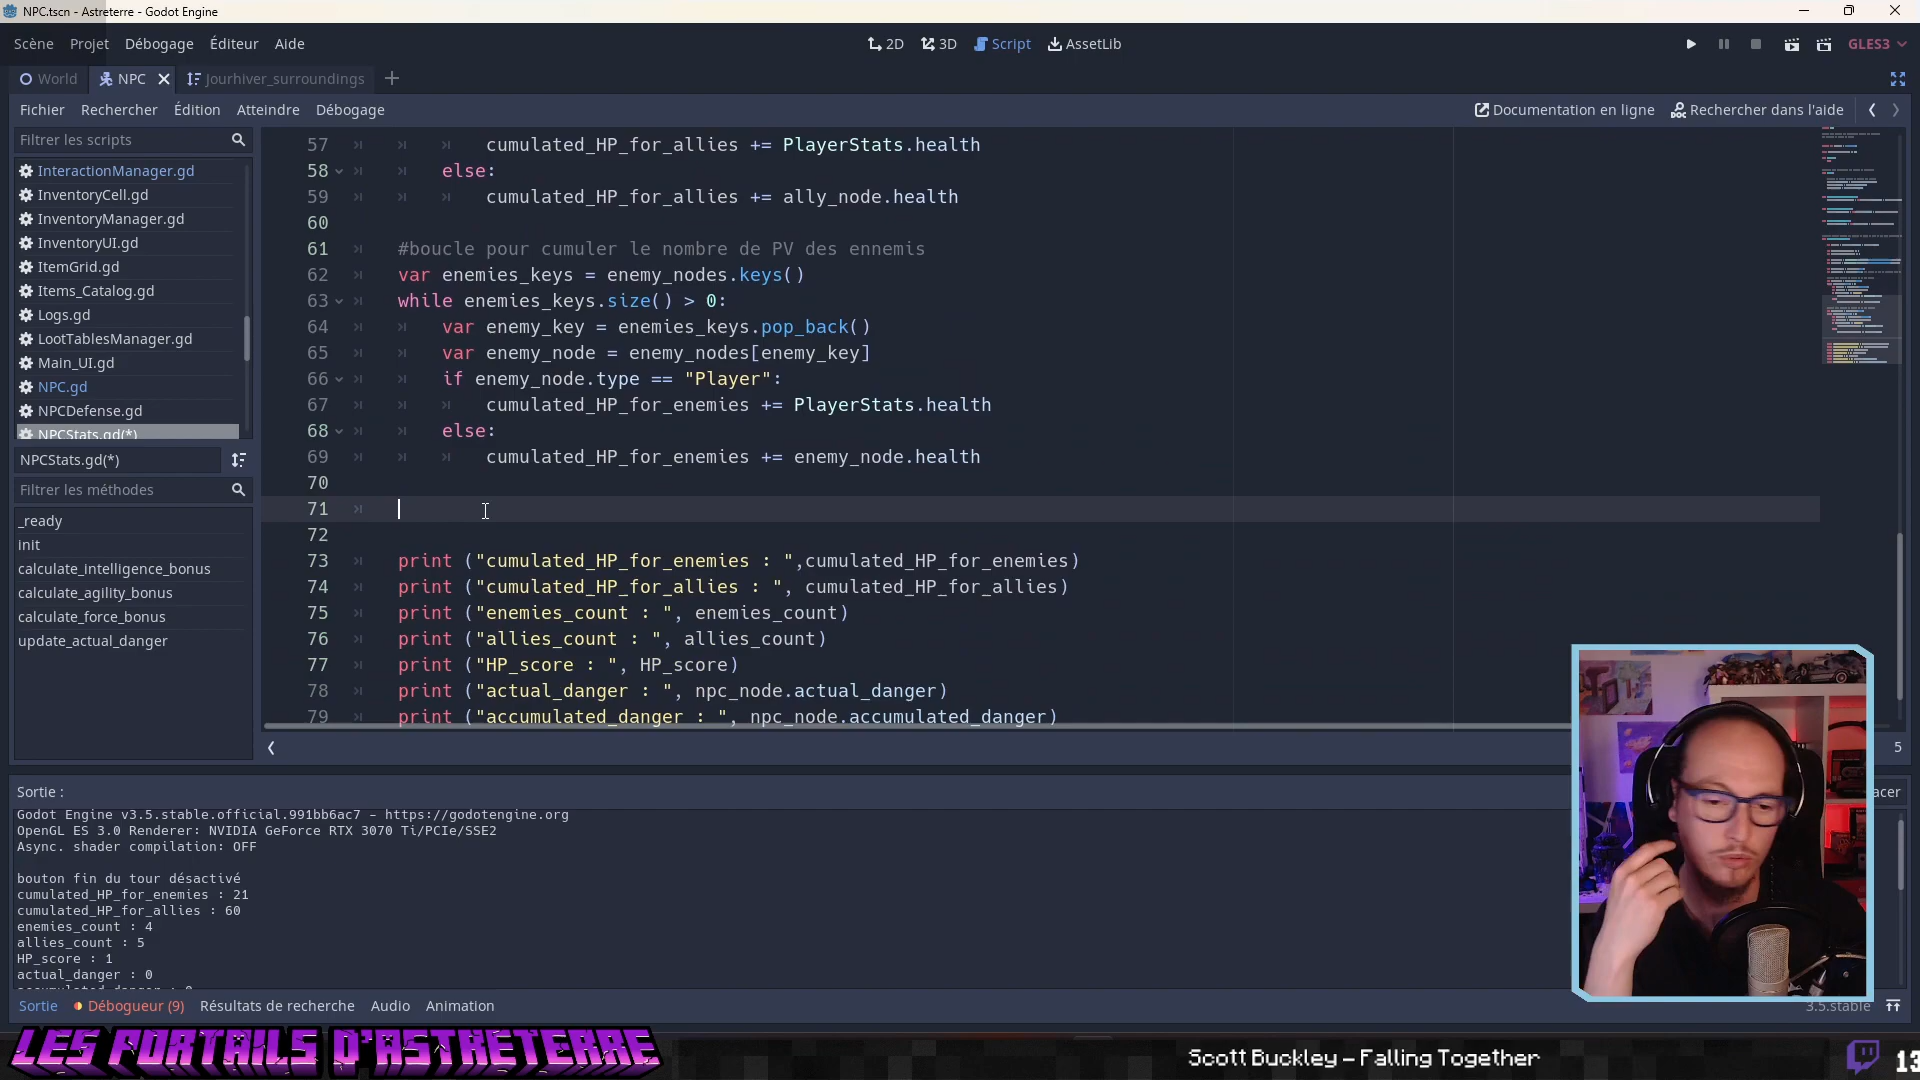 NPC.tscn - Astreterre - Godot Engine
Scène Projet Débogage Éditeur Aide 2D 3D Script AssetLib GLES3
World NPC Jourhiver_surroundings
Fichier Rechercher Édition Atteindre Débogage Documentation en ligne Rechercher dans l'aide
Filtrer les scripts
InteractionManager.gd
InventoryCell.gd
InventoryManager.gd
InventoryUI.gd
ItemGrid.gd
Items_Catalog.gd
Logs.gd
LootTablesManager.gd
Main_UI.gd
NPC.gd
NPCDefense.gd
NPCStats.gd(*)
NPCStats.gd(*)
Filtrer les méthodes
_ready
init
calculate_intelligence_bonus
calculate_agility_bonus
calculate_force_bonus
update_actual_danger
57 cumulated_HP_for_allies += PlayerStats.health
58 else:
59 cumulated_HP_for_allies += ally_node.health
60
61 #boucle pour cumuler le nombre de PV des ennemis
62 var enemies_keys = enemy_nodes.keys()
63 while enemies_keys.size() > 0:
64 var enemy_key = enemies_keys.pop_back()
65 var enemy_node = enemy_nodes[enemy_key]
66 if enemy_node.type == "Player":
67 cumulated_HP_for_enemies += PlayerStats.health
68 else:
69 cumulated_HP_for_enemies += enemy_node.health
70
71
72
73 print ("cumulated_HP_for_enemies : ",cumulated_HP_for_enemies)
74 print ("cumulated_HP_for_allies : ", cumulated_HP_for_allies)
75 print ("enemies_count : ", enemies_count)
76 print ("allies_count : ", allies_count)
77 print ("HP_score : ", HP_score)
78 print ("actual_danger : ", npc_node.actual_danger)
79 print ("accumulated_danger : ", npc_node.accumulated_danger)
5
Sortie :
Godot Engine v3.5.stable.official.991bb6ac7 - https://godotengine.org
OpenGL ES 3.0 Renderer: NVIDIA GeForce RTX 3070 Ti/PCIe/SSE2
Async. shader compilation: OFF
bouton fin du tour désactivé
cumulated_HP_for_enemies : 21
cumulated_HP_for_allies : 60
enemies_count : 4
allies_count : 5
HP_score : 1
actual_danger : 0
Sortie Débogueur (9) Résultats de recherche Audio Animation 3.5.stable
LES PORTAILS D'ASTRETERRE
Scott Buckley – Falling Together